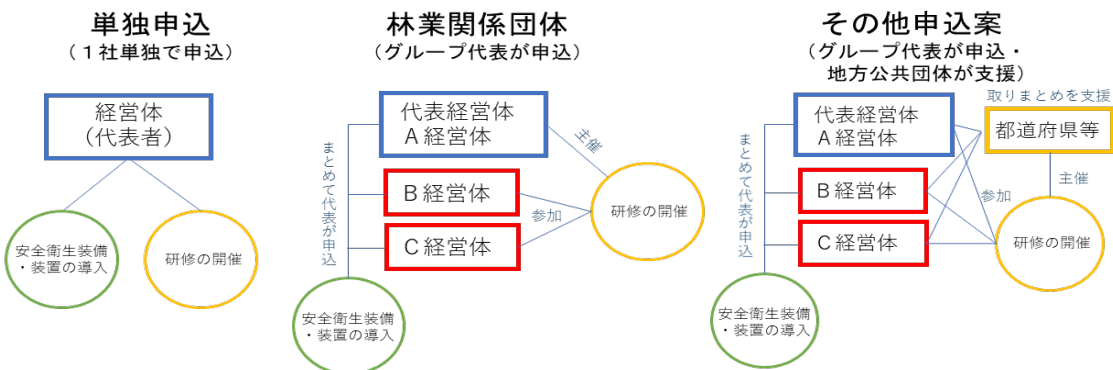 単独申込
(１社単独で申込)
経営体
(代表者)
安全衛生装備
・装置の導入
研修の開催
林業関係団体
(グループ代表が申込)
代表経営体
Ａ経営体
主催
まとめて代表が申込
Ｂ経営体
参加
研修の開催
Ｃ経営体
安全衛生装備
・装置の導入
その他申込案
(グループ代表が申込・
地方公共団体が支援)
取りまとめを支援
代表経営体
Ａ経営体
都道府県等
まとめて代表が申込
Ｂ経営体
参加
主催
Ｃ経営体
研修の開催
安全衛生装備
・装置の導入